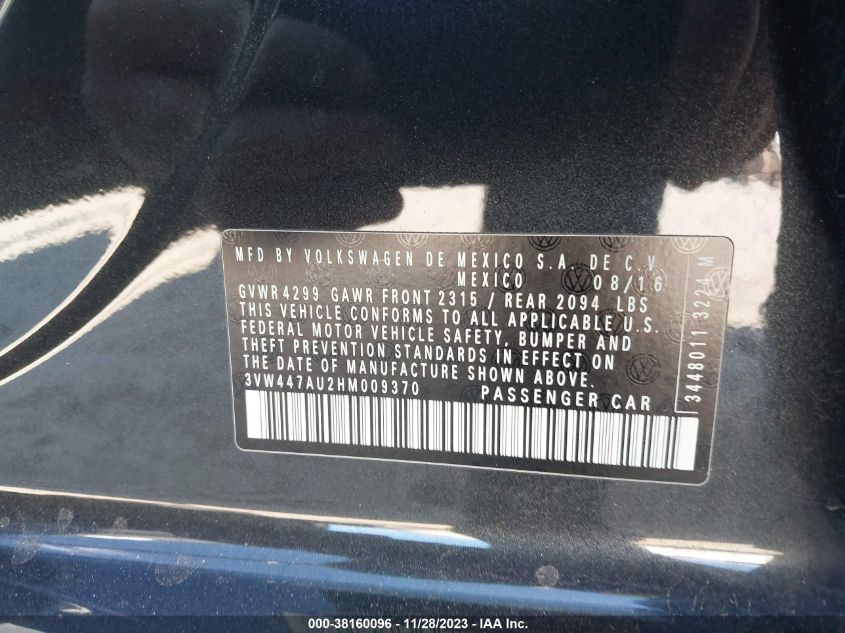 MFD BY VOLKSWAGEN DE MEXICO S.A. DE C.V.
MEXICO 08/16
GVWR 4299 GAWR FRONT 2315 / REAR 2094 LBS
THIS VEHICLE CONFORMS TO ALL APPLICABLE U.S.
FEDERAL MOTOR VEHICLE SAFETY, BUMPER AND
THEFT PREVENTION STANDARDS IN EFFECT ON
THE DATE OF MANUFACTURE SHOWN ABOVE.
3VW447AU2HM009370 PASSENGER CAR
34480111 3224 M
000-38160096 - 11/28/2023 - IAA Inc.